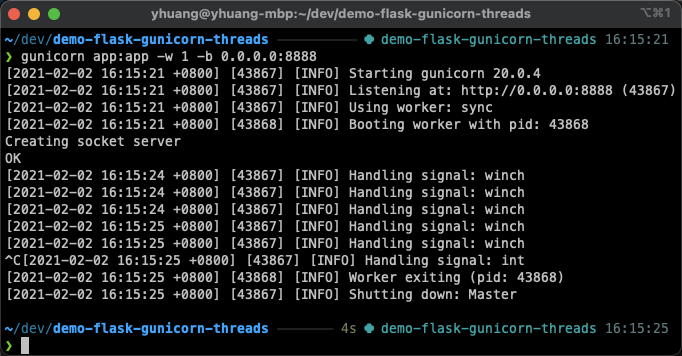 yhuang@yhuang-mbp:~/dev/demo-flask-gunicorn-threads ⌥⌘1
~/dev/demo-flask-gunicorn-threads demo-flask-gunicorn-threads 16:15:21
❯ gunicorn app:app -w 1 -b 0.0.0.0:8888
[2021-02-02 16:15:21 +0800] [43867] [INFO] Starting gunicorn 20.0.4
[2021-02-02 16:15:21 +0800] [43867] [INFO] Listening at: http://0.0.0.0:8888 (43867)
[2021-02-02 16:15:21 +0800] [43867] [INFO] Using worker: sync
[2021-02-02 16:15:21 +0800] [43868] [INFO] Booting worker with pid: 43868
Creating socket server
OK
[2021-02-02 16:15:24 +0800] [43867] [INFO] Handling signal: winch
[2021-02-02 16:15:24 +0800] [43867] [INFO] Handling signal: winch
[2021-02-02 16:15:24 +0800] [43867] [INFO] Handling signal: winch
[2021-02-02 16:15:25 +0800] [43867] [INFO] Handling signal: winch
[2021-02-02 16:15:25 +0800] [43867] [INFO] Handling signal: winch
^C[2021-02-02 16:15:25 +0800] [43867] [INFO] Handling signal: int
[2021-02-02 16:15:25 +0800] [43868] [INFO] Worker exiting (pid: 43868)
[2021-02-02 16:15:25 +0800] [43867] [INFO] Shutting down: Master
~/dev/demo-flask-gunicorn-threads 4s demo-flask-gunicorn-threads 16:15:25
❯